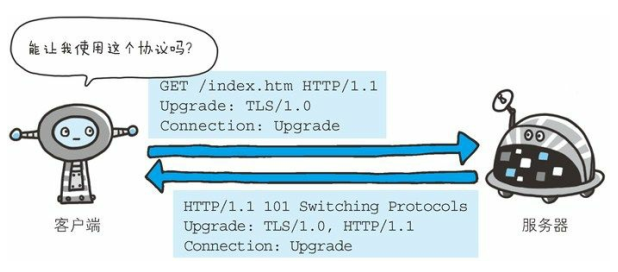 能让我使用这个协议吗？
GET /index.htm HTTP/1.1
Upgrade: TLS/1.0
Connection: Upgrade
HTTP/1.1 101 Switching Protocols
Upgrade: TLS/1.0, HTTP/1.1
Connection: Upgrade
客户端
服务器